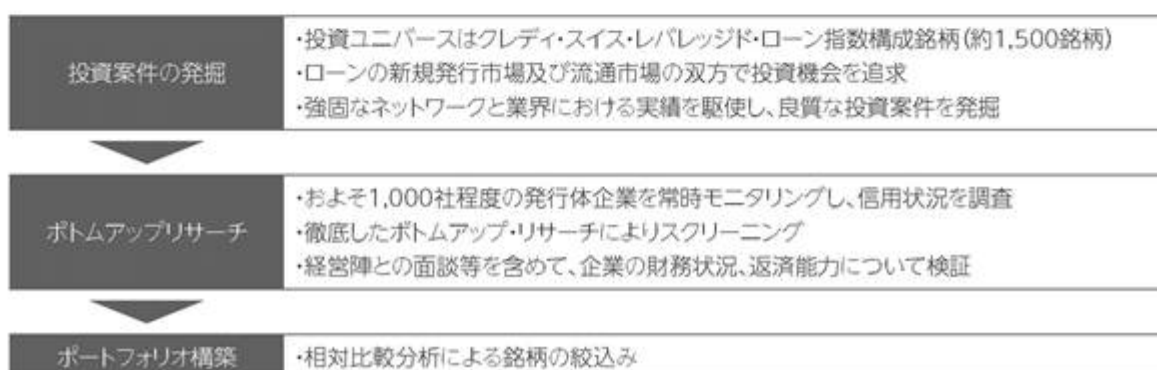 投資案件の発掘
・投資ユニバースはクレディ・スイス・レバレッジド・ローン指数構成銘柄(約1,500銘柄)
・ローンの新規発行市場及び流通市場の双方で投資機会を追求
・強固なネットワークと業界における実績を駆使し、良質な投資案件を発掘
ボトムアップリサーチ
・およそ1,000社程度の発行体企業を常時モニタリングし、信用状況を調査
・徹底したボトムアップ・リサーチによりスクリーニング
・経営陣との面談等を含めて、企業の財務状況、返済能力について検証
ポートフォリオ構築
・相対比較分析による銘柄の絞込み